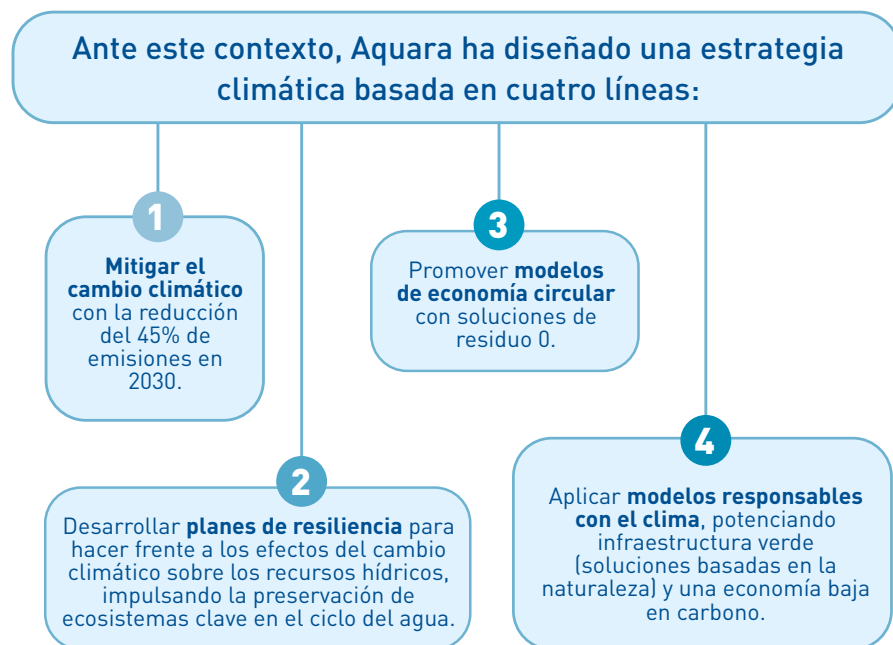 Ante este contexto, Aquara ha diseñado una estrategia
climática basada en cuatro líneas:
1
Mitigar el
cambio climático
con la reducción
del 45% de
emisiones en
2030.
2
Desarrollar planes de resiliencia para
hacer frente a los efectos del cambio
climático sobre los recursos hídricos,
impulsando la preservación de
ecosistemas clave en el ciclo del agua.
3
Promover modelos
de economía circular
con soluciones de
residuo 0.
4
Aplicar modelos responsables
con el clima, potenciando
infraestructura verde
(soluciones basadas en la
naturaleza) y una economía baja
en carbono.